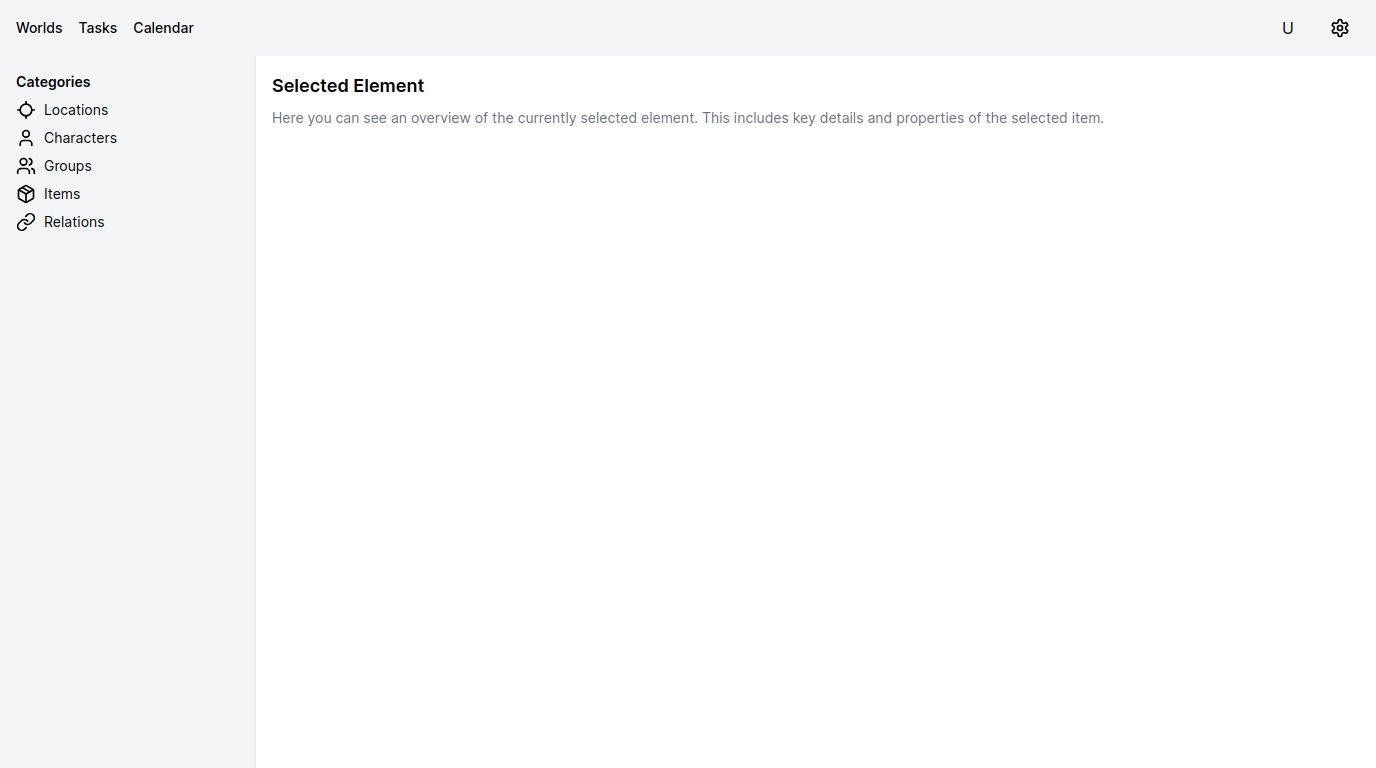 Worlds Tasks Calendar U
Categories
Locations
Characters
Groups
Items
Relations
Selected Element
Here you can see an overview of the currently selected element. This includes key details and properties of the selected item.